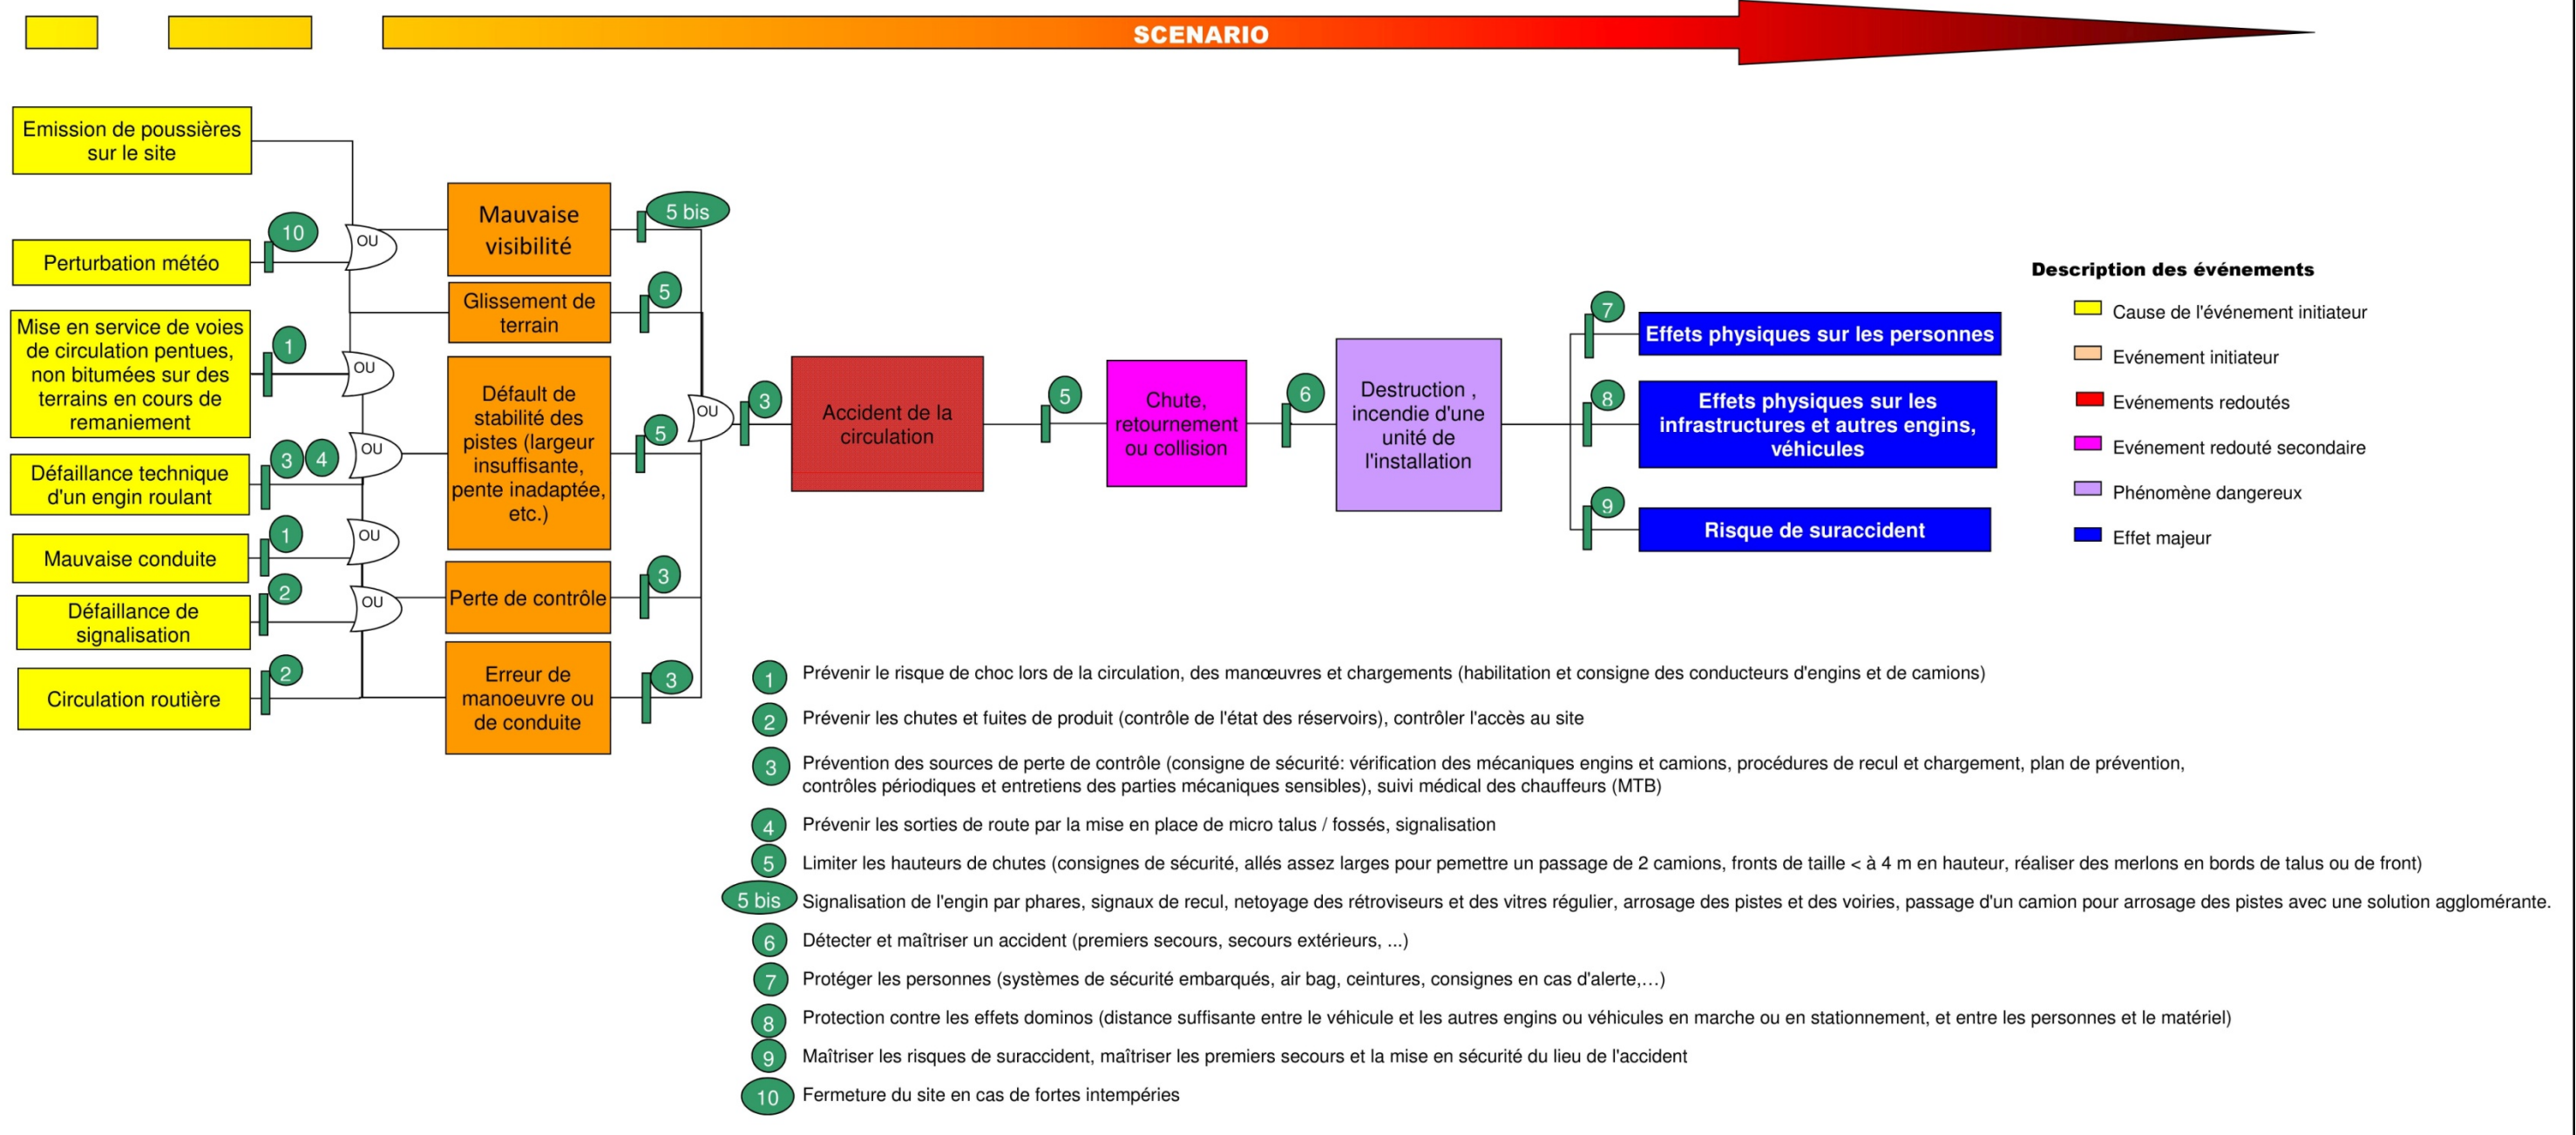 SCENARIO
Emission de poussières
sur le site
Perturbation météo
10
Mise en service de voies
de circulation pentues,
non bitumées sur des
terrains en cours de
remaniement
1
Défaillance technique
d'un engin roulant
3
4
Mauvaise conduite
1
Défaillance de
signalisation
2
Circulation routière
2
OU
OU
OU
OU
OU
Mauvaise
visibilité
5 bis
Glissement de
terrain
5
Défault de
stabilité des
pistes (largeur
insuffisante,
pente inadaptée,
etc.)
5
Perte de contrôle
3
Erreur de
manoeuvre ou
de conduite
3
OU
3
Accident de la
circulation
5
Chute,
retournement
ou collision
6
Destruction ,
incendie d'une
unité de
l'installation
7
Effets physiques sur les personnes
8
Effets physiques sur les
infrastructures et autres engins,
véhicules
9
Risque de suraccident
Description des événements
Cause de l'événement initiateur
Evénement initiateur
Evénements redoutés
Evénement redouté secondaire
Phénomène dangereux
Effet majeur
1 Prévenir le risque de choc lors de la circulation, des manœuvres et chargements (habilitation et consigne des conducteurs d'engins et de camions)
2 Prévenir les chutes et fuites de produit (contrôle de l'état des réservoirs), contrôler l'accès au site
3 Prévention des sources de perte de contrôle (consigne de sécurité: vérification des mécaniques engins et camions, procédures de recul et chargement, plan de prévention,
contrôles périodiques et entretiens des parties mécaniques sensibles), suivi médical des chauffeurs (MTB)
4 Prévenir les sorties de route par la mise en place de micro talus / fossés, signalisation
5 Limiter les hauteurs de chutes (consignes de sécurité, allés assez larges pour pemettre un passage de 2 camions, fronts de taille < à 4 m en hauteur, réaliser des merlons en bords de talus ou de front)
5 bis Signalisation de l'engin par phares, signaux de recul, netoyage des rétroviseurs et des vitres régulier, arrosage des pistes et des voiries, passage d'un camion pour arrosage des pistes avec une solution agglomérante.
6 Détecter et maîtriser un accident (premiers secours, secours extérieurs, ...)
7 Protéger les personnes (systèmes de sécurité embarqués, air bag, ceintures, consignes en cas d'alerte,…)
8 Protection contre les effets dominos (distance suffisante entre le véhicule et les autres engins ou véhicules en marche ou en stationnement, et entre les personnes et le matériel)
9 Maîtriser les risques de suraccident, maîtriser les premiers secours et la mise en sécurité du lieu de l'accident
10 Fermeture du site en cas de fortes intempéries